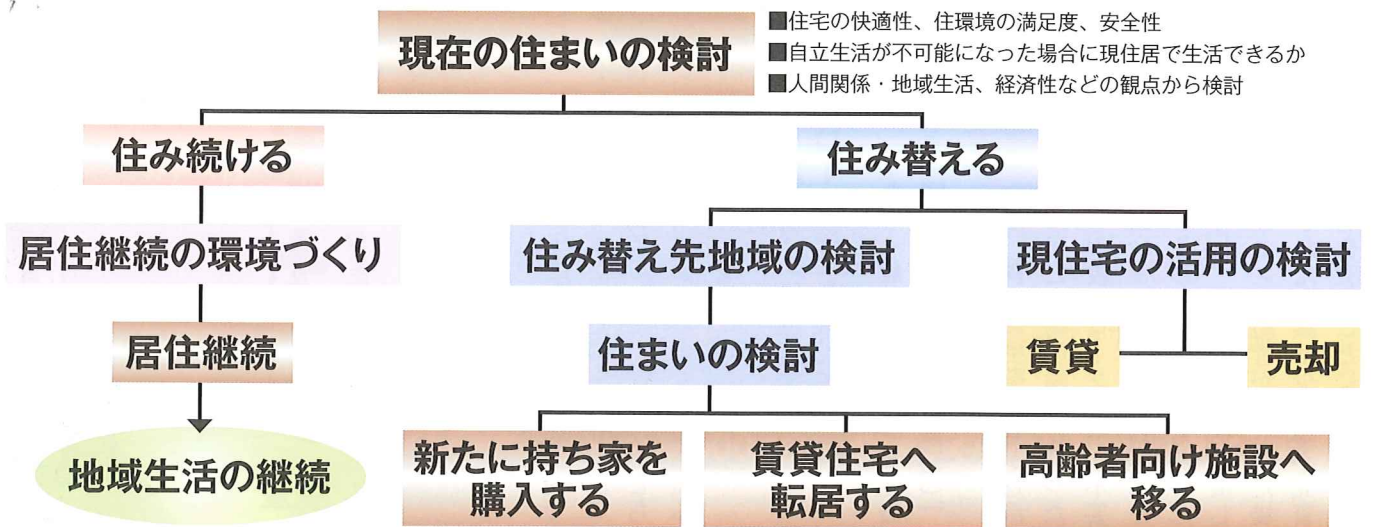 現在の住まいの検討
■住宅の快適性、住環境の満足度、安全性
■自立生活が不可能になった場合に現住居で生活できるか
■人間関係・地域生活、経済性などの観点から検討
住み続ける
住み替える
居住継続の環境づくり
住み替え先地域の検討
現住宅の活用の検討
居住継続
住まいの検討
賃貸
売却
地域生活の継続
新たに持ち家を
購入する
賃貸住宅へ
転居する
高齢者向け施設へ
移る